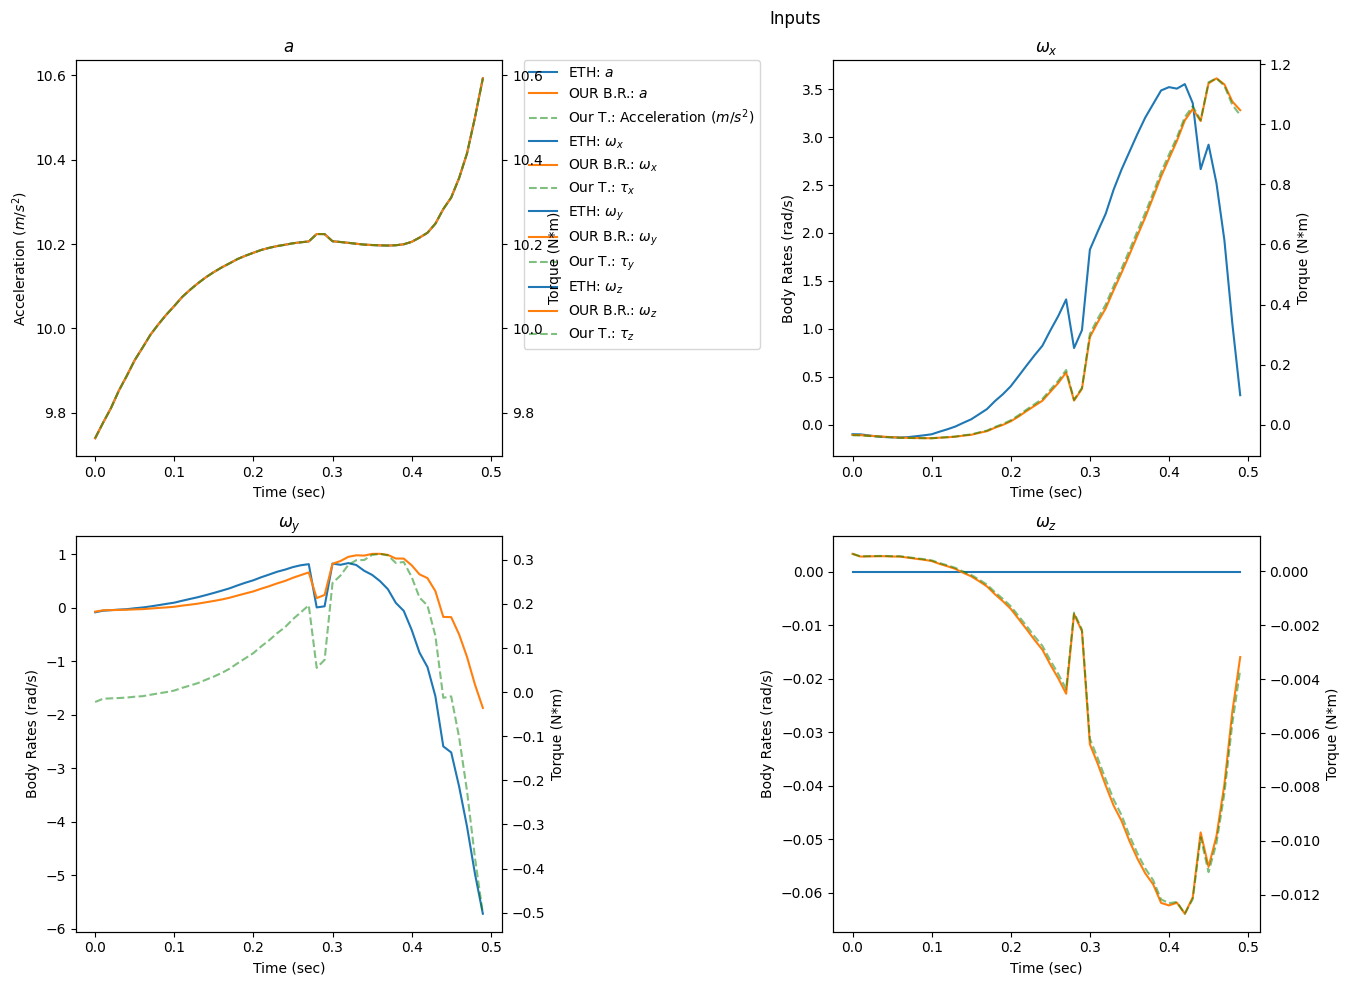 Inputs
a
10.6
10.4
10.2
10.0
9.8
Acceleration (m/s²)
0.0 0.1 0.2 0.3 0.4 0.5
Time (sec)
10.6
10.4
10.2
10.0
9.8
Torque (N*m)
ETH: a
OUR B.R.: a
Our T.: Acceleration (m/s²)
ETH: ωₓ
OUR B.R.: ωₓ
Our T.: τₓ
ETH: ω_y
OUR B.R.: ω_y
Our T.: τ_y
ETH: ω_z
OUR B.R.: ω_z
Our T.: τ_z
ωₓ
3.5
3.0
2.5
2.0
1.5
1.0
0.5
0.0
Body Rates (rad/s)
0.0 0.1 0.2 0.3 0.4 0.5
Time (sec)
1.2
1.0
0.8
0.6
0.4
0.2
0.0
Torque (N*m)
ω_y
1
0
−1
−2
−3
−4
−5
−6
Body Rates (rad/s)
0.0 0.1 0.2 0.3 0.4 0.5
Time (sec)
0.3
0.2
0.1
0.0
−0.1
−0.2
−0.3
−0.4
−0.5
Torque (N*m)
ω_z
0.00
−0.01
−0.02
−0.03
−0.04
−0.05
−0.06
Body Rates (rad/s)
0.0 0.1 0.2 0.3 0.4 0.5
Time (sec)
0.000
−0.002
−0.004
−0.006
−0.008
−0.010
−0.012
Torque (N*m)